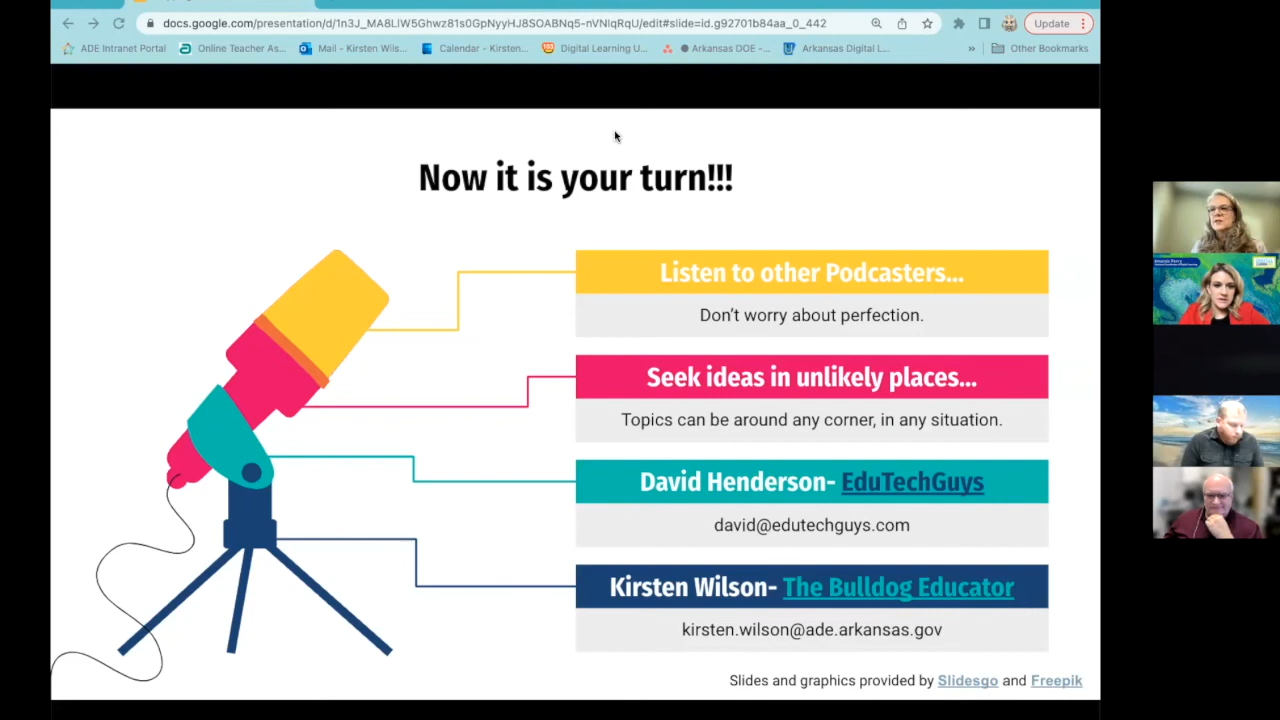 docs.google.com/presentation/d/1n3J_MA8LIW5Ghwz81s0GpNyyHJ8SOABNq5-nVNlqRqU/edit#slide=id.g92701b84aa_0_442
Update
ADE Intranet Portal
Online Teacher As...
Mail - Kirsten Wils...
Calendar - Kirsten...
Digital Learning U...
Arkansas DOE -...
Arkansas Digital L...
»
Other Bookmarks
Now it is your turn!!!
Listen to other Podcasters...
Don't worry about perfection.
Seek ideas in unlikely places...
Topics can be around any corner, in any situation.
David Henderson- EduTechGuys
david@edutechguys.com
Kirsten Wilson- The Bulldog Educator
kirsten.wilson@ade.arkansas.gov
Slides and graphics provided by Slidesgo and Freepik